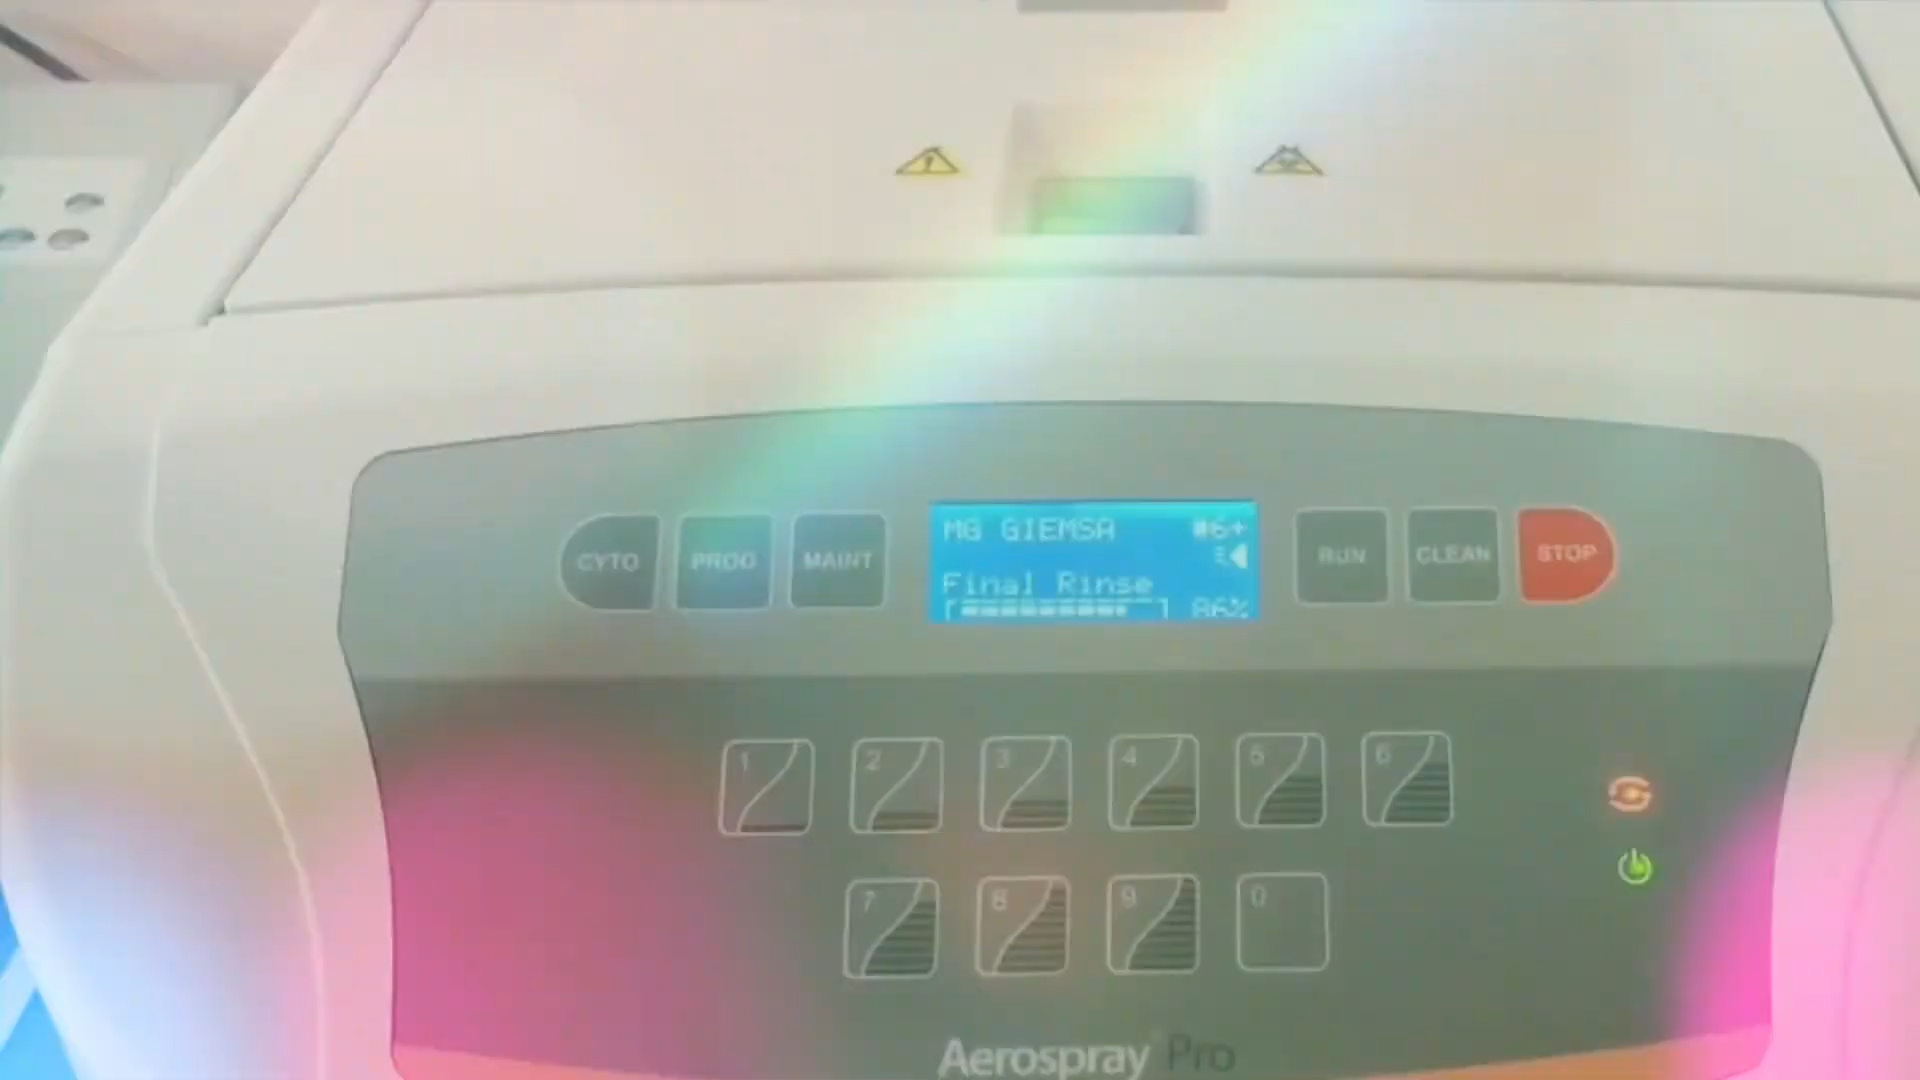 CYTO
PROG
MAINT
MG GIEMSA #6+
Final Rinse
86%
RUN
CLEAN
STOP
1
2
3
4
5
6
7
8
9
0
Aerospray Pro